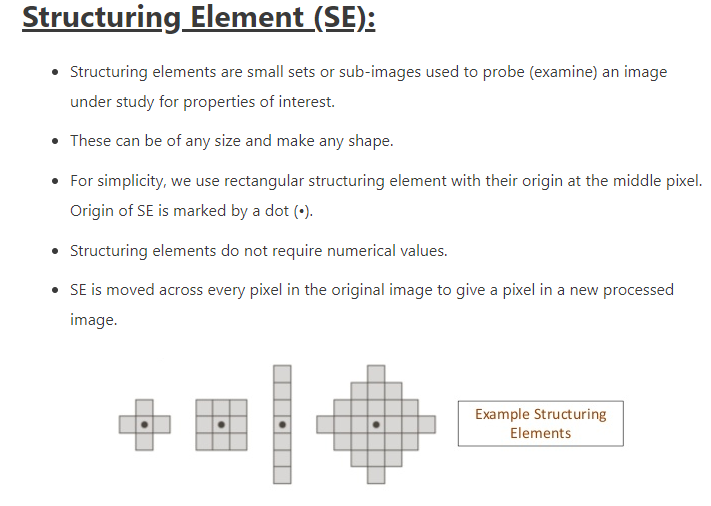 Structuring Element (SE):
• Structuring elements are small sets or sub-images used to probe (examine) an image
under study for properties of interest.
• These can be of any size and make any shape.
• For simplicity, we use rectangular structuring element with their origin at the middle pixel.
Origin of SE is marked by a dot (•).
• Structuring elements do not require numerical values.
• SE is moved across every pixel in the original image to give a pixel in a new processed
image.
Example Structuring
Elements